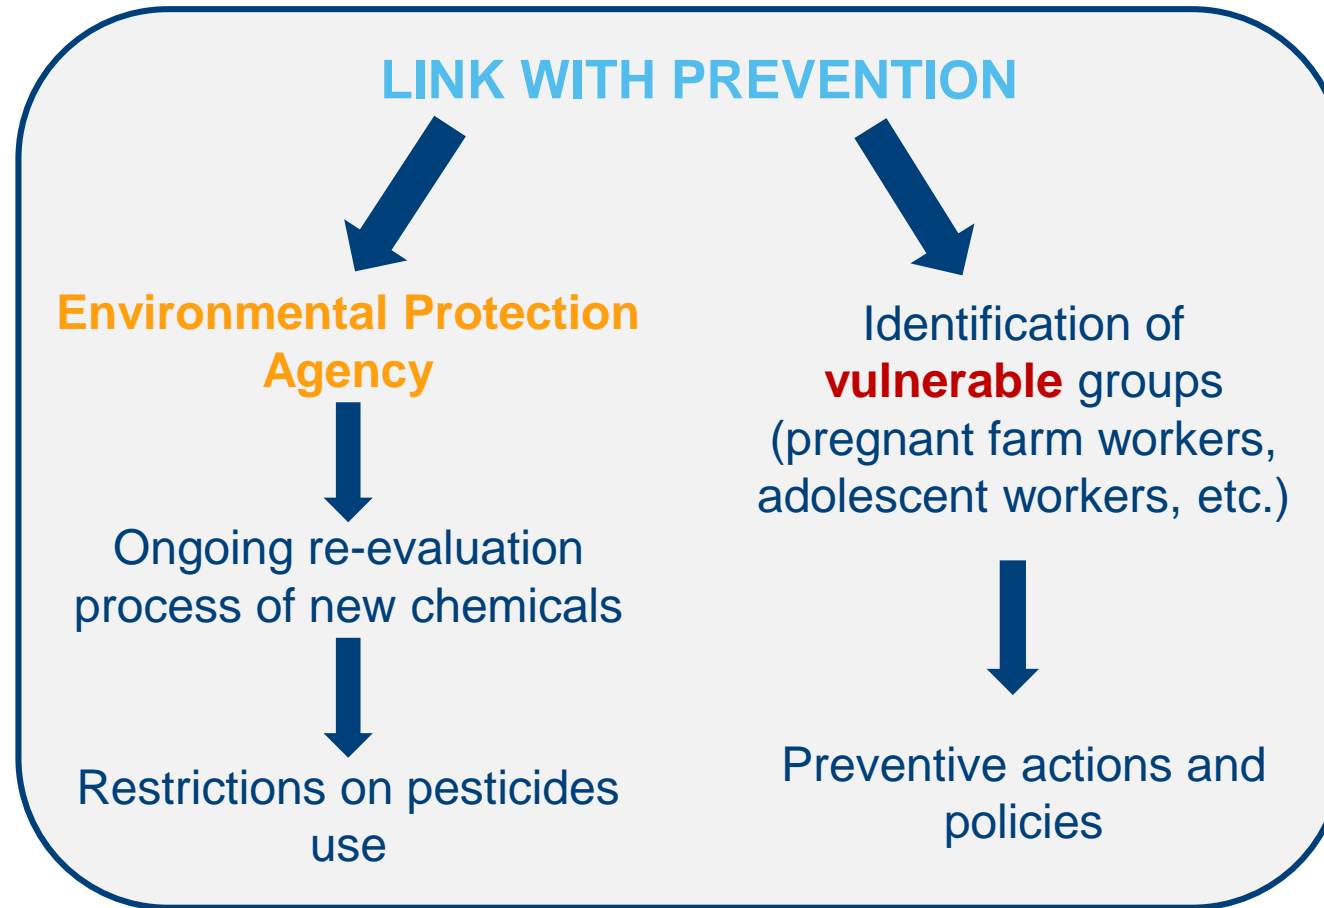 LINK WITH PREVENTION
Environmental Protection
Agency
Ongoing re-evaluation
process of new chemicals
Restrictions on pesticides
use
Identification of
vulnerable groups
(pregnant farm workers,
adolescent workers, etc.)
Preventive actions and
policies